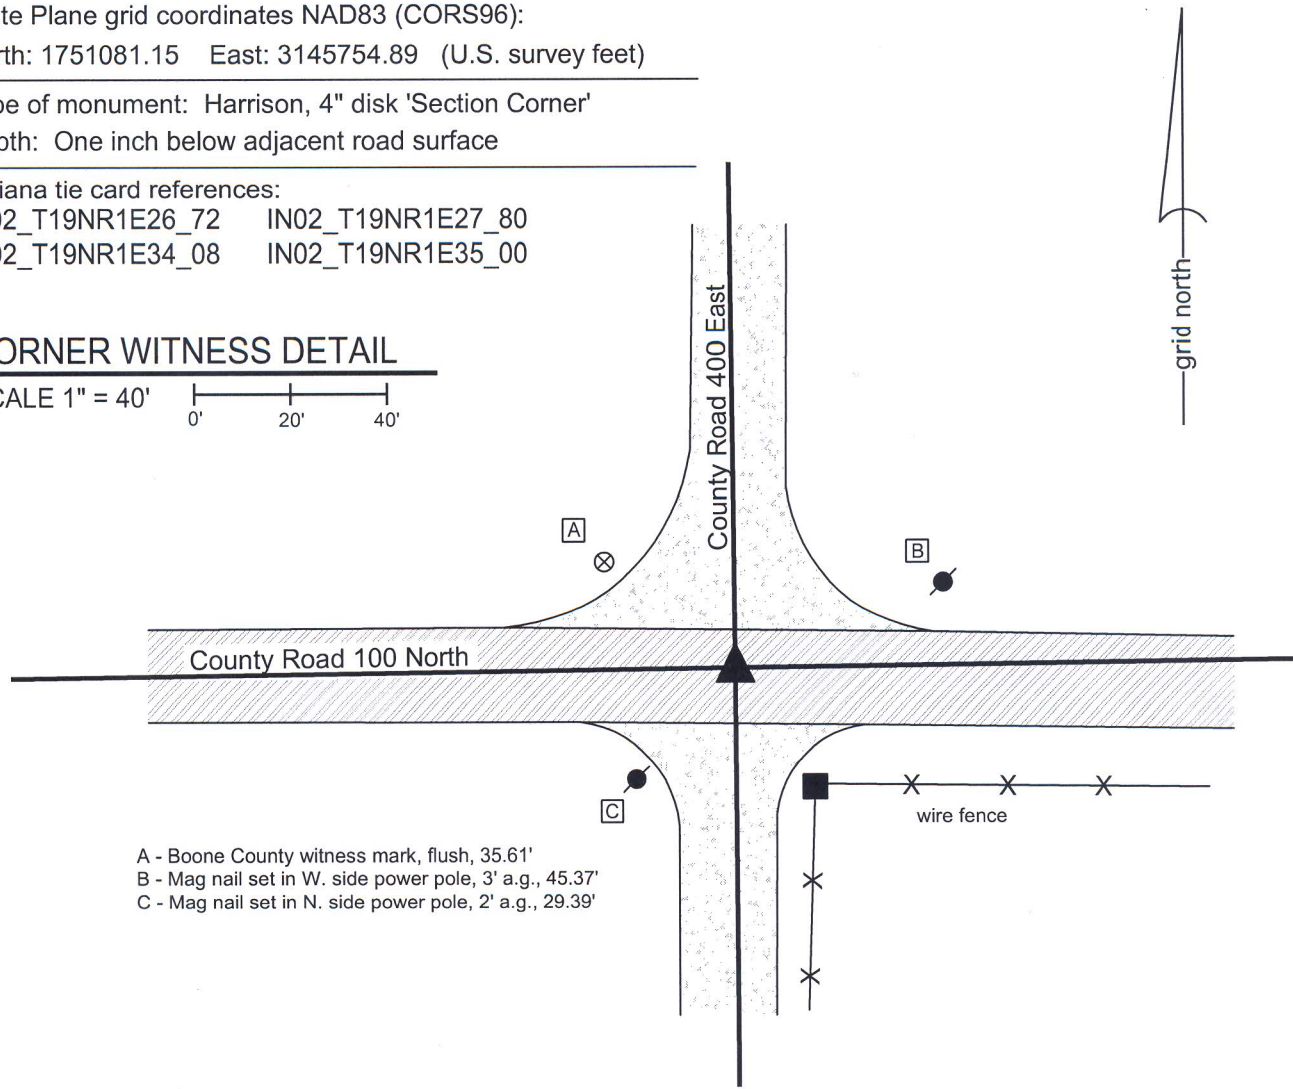 te Plane grid coordinates NAD83 (CORS96):
rth: 1751081.15 East: 3145754.89 (U.S. survey feet)
pe of monument: Harrison, 4" disk 'Section Corner'
pth: One inch below adjacent road surface
iana tie card references:
02_T19NR1E26_72 IN02_T19NR1E27_80
02_T19NR1E34_08 IN02_T19NR1E35_00
ORNER WITNESS DETAIL
CALE 1" = 40'
0' 20' 40'
grid north
County Road 400 East
A
B
County Road 100 North
C
wire fence
A - Boone County witness mark, flush, 35.61'
B - Mag nail set in W. side power pole, 3' a.g., 45.37'
C - Mag nail set in N. side power pole, 2' a.g., 29.39'